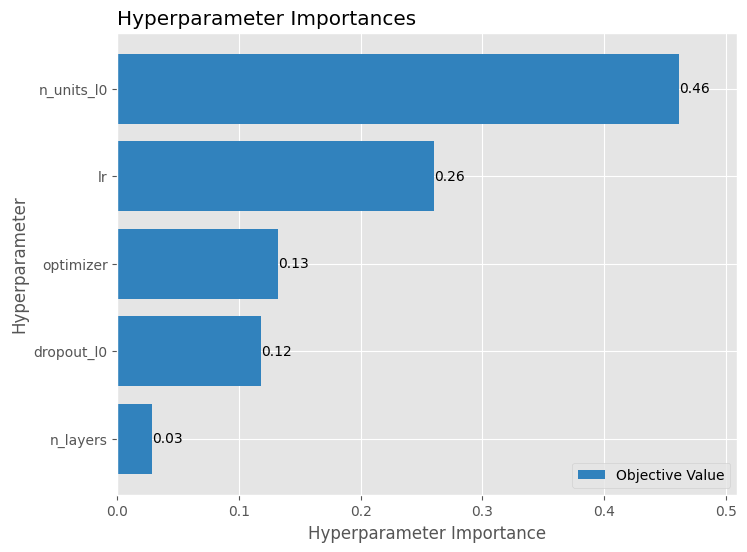 Hyperparameter Importances
Hyperparameter
n_units_l0
0.46
lr
0.26
optimizer
0.13
dropout_l0
0.12
n_layers
0.03
Objective Value
0.0 0.1 0.2 0.3 0.4 0.5
Hyperparameter Importance